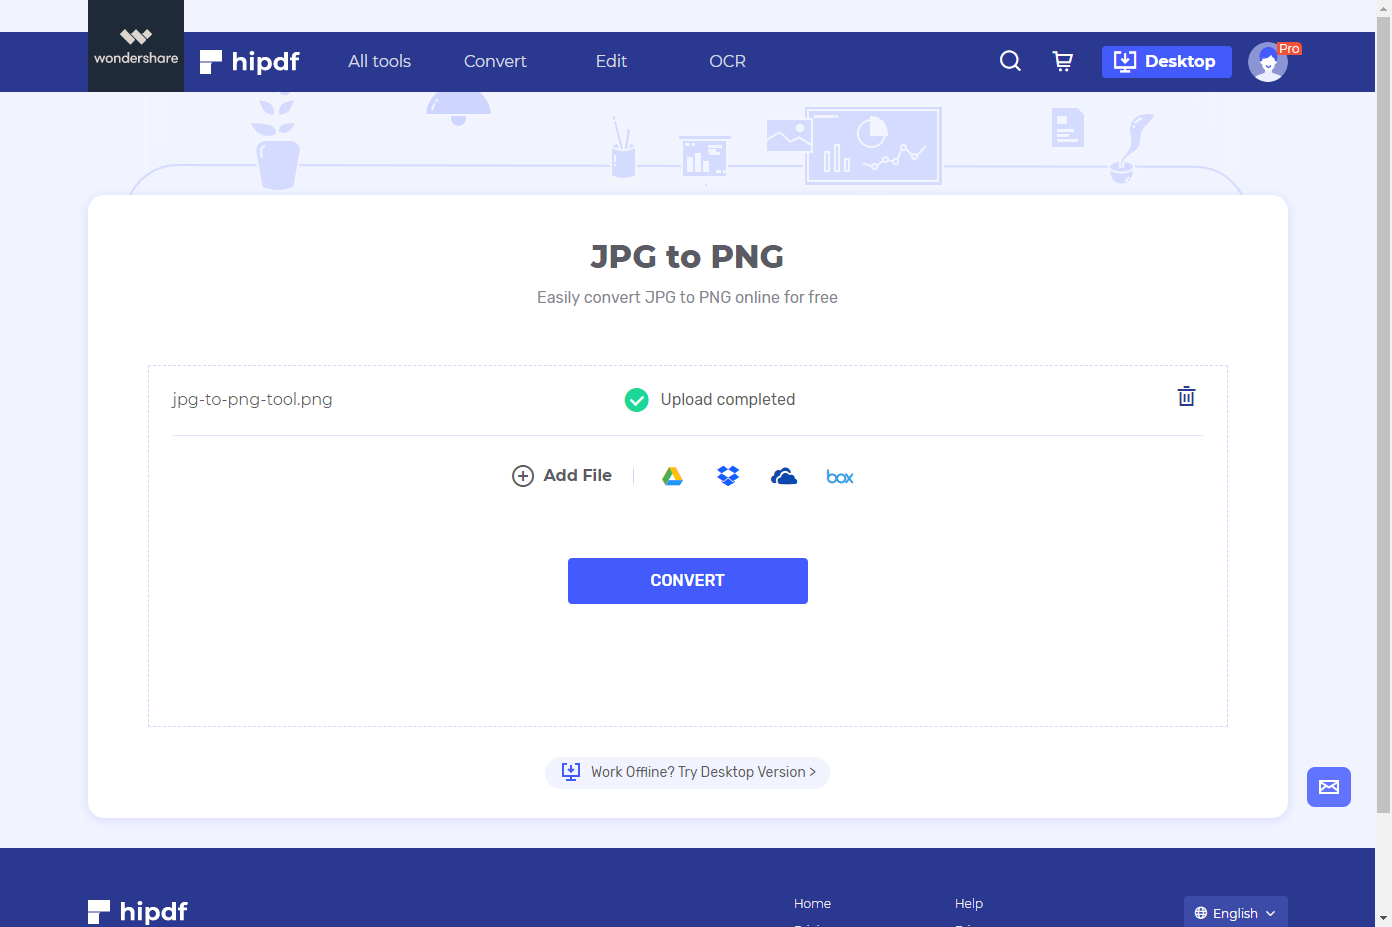 wondershare
hipdf
All tools
Convert
Edit
OCR
Desktop
Pro
JPG to PNG
Easily convert JPG to PNG online for free
jpg-to-png-tool.png
Upload completed
Add File
box
CONVERT
Work Offline? Try Desktop Version >
hipdf
Home
Help
English